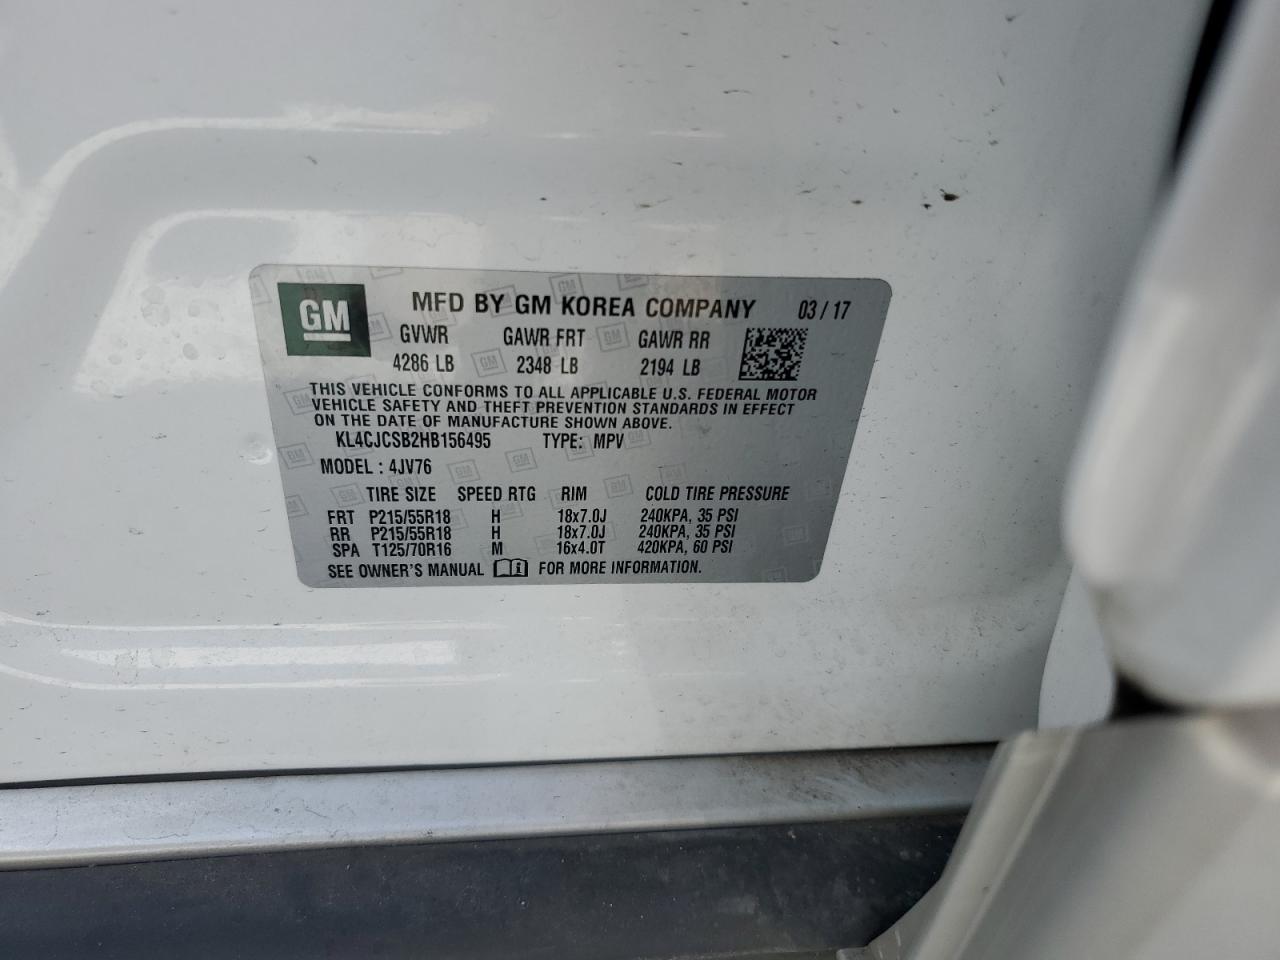 GM MFD BY GM KOREA COMPANY 03/17
GVWR GAWR FRT GAWR RR
4286 LB 2348 LB 2194 LB
THIS VEHICLE CONFORMS TO ALL APPLICABLE U.S. FEDERAL MOTOR
VEHICLE SAFETY AND THEFT PREVENTION STANDARDS IN EFFECT
ON THE DATE OF MANUFACTURE SHOWN ABOVE.
KL4CJCSB2HB156495 TYPE: MPV
MODEL : 4JV76
TIRE SIZE SPEED RTG RIM COLD TIRE PRESSURE
FRT P215/55R18 H 18x7.0J 240KPA, 35 PSI
RR P215/55R18 H 18x7.0J 240KPA, 35 PSI
SPA T125/70R16 M 16x4.0T 420KPA, 60 PSI
SEE OWNER'S MANUAL FOR MORE INFORMATION.